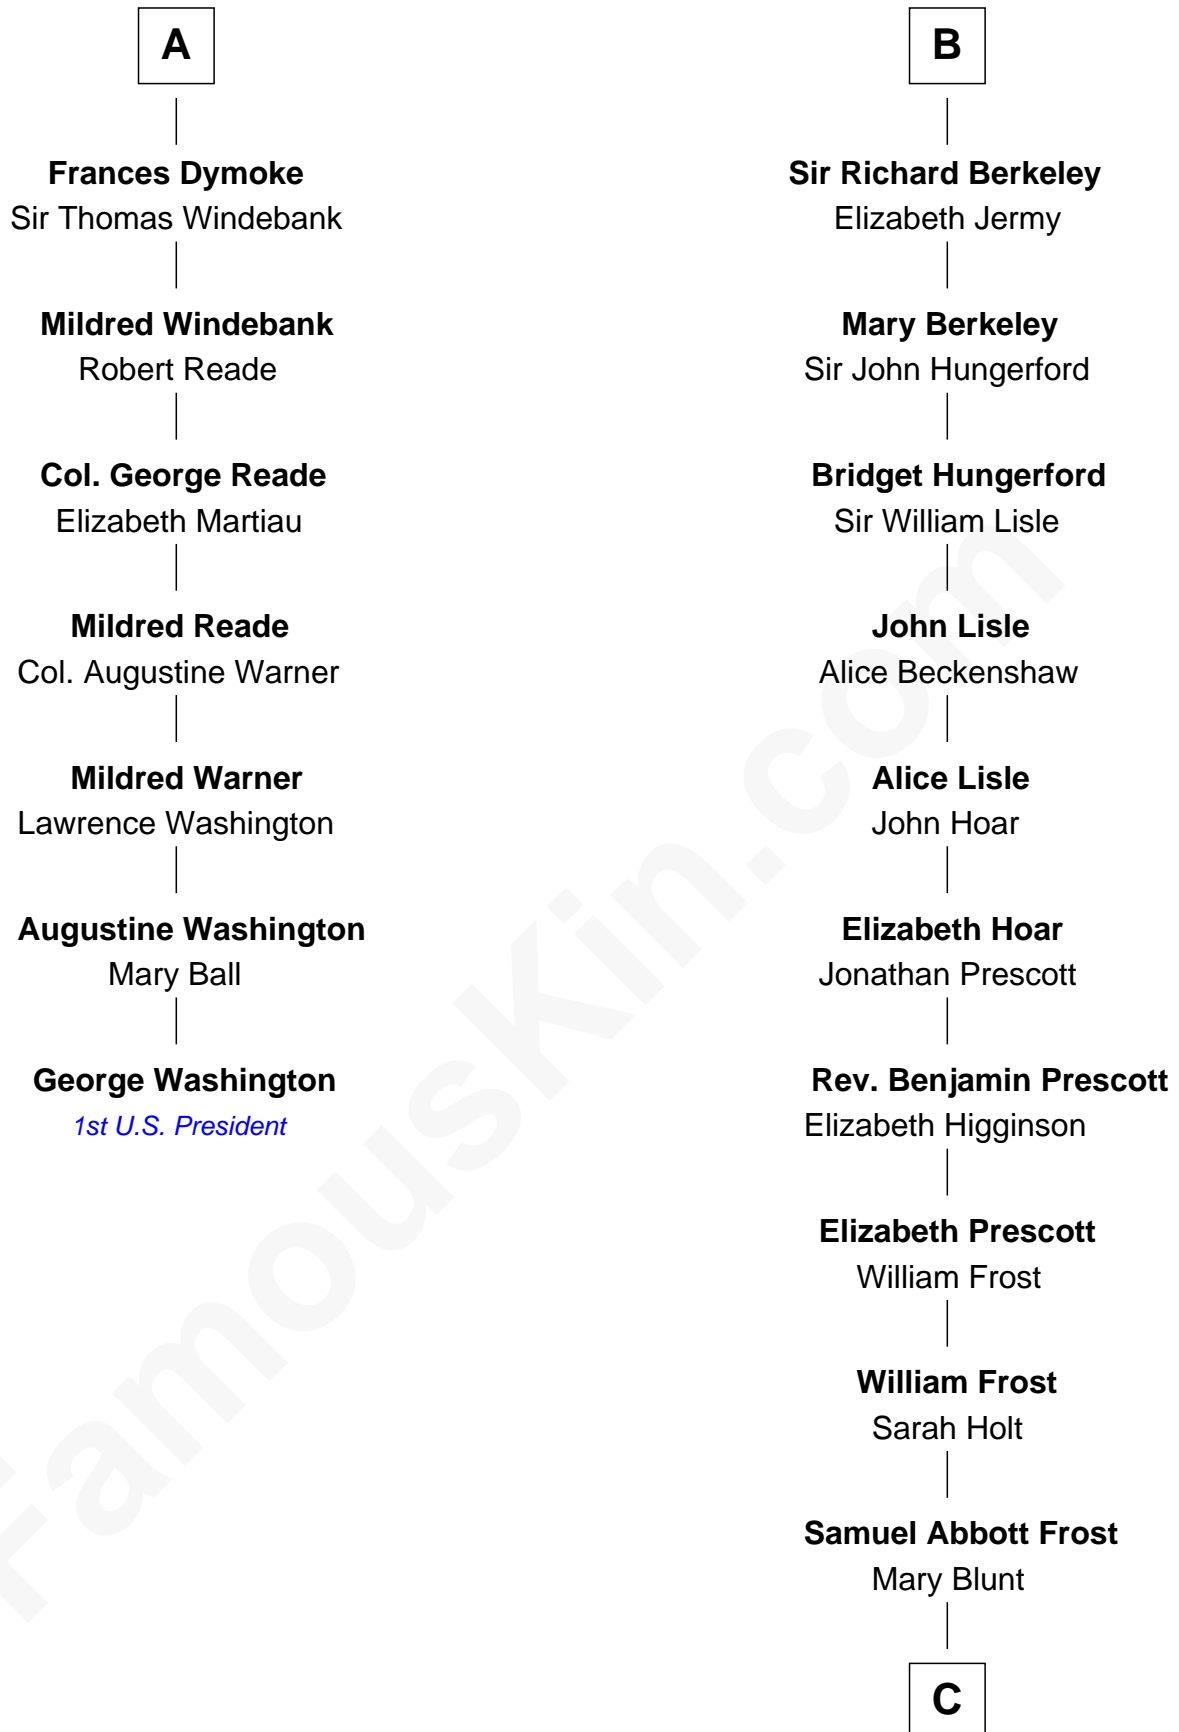 A
Frances Dymoke
Sir Thomas Windebank
Mildred Windebank
Robert Reade
Col. George Reade
Elizabeth Martiau
Mildred Reade
Col. Augustine Warner
Mildred Warner
Lawrence Washington
Augustine Washington
Mary Ball
George Washington
1st U.S. President
B
Sir Richard Berkeley
Elizabeth Jermy
Mary Berkeley
Sir John Hungerford
Bridget Hungerford
Sir William Lisle
John Lisle
Alice Beckenshaw
Alice Lisle
John Hoar
Elizabeth Hoar
Jonathan Prescott
Rev. Benjamin Prescott
Elizabeth Higginson
Elizabeth Prescott
William Frost
William Frost
Sarah Holt
Samuel Abbott Frost
Mary Blunt
C
FamousKin.com